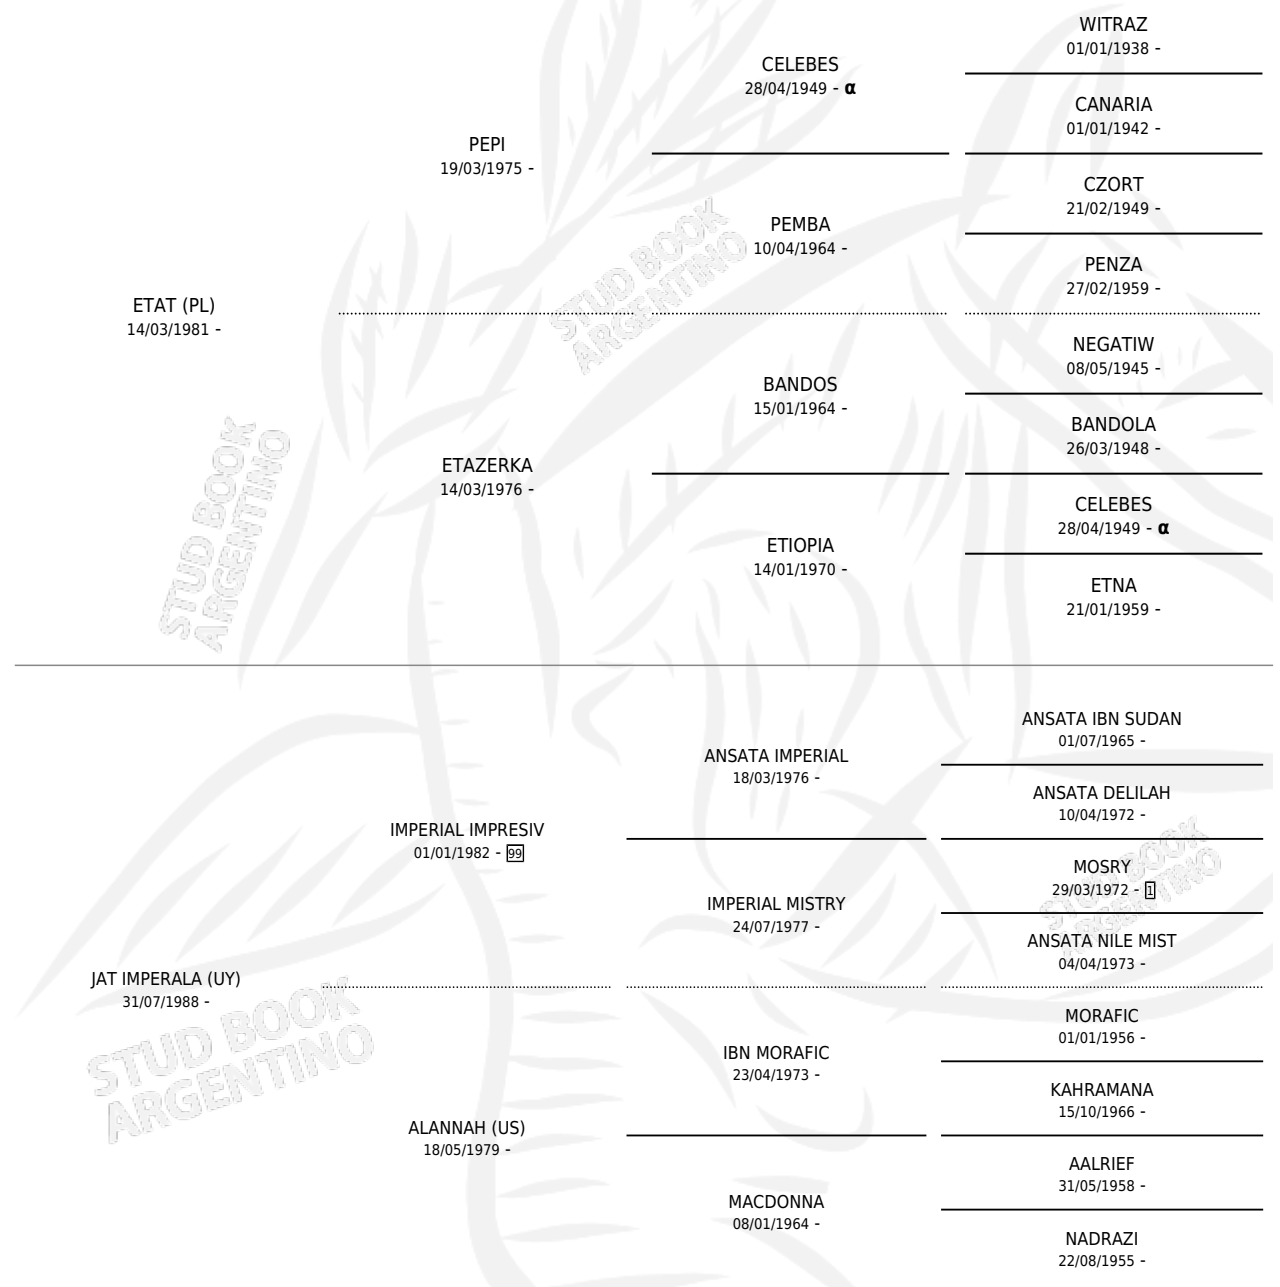 WITRAZ
01/01/1938 -
CELEBES
28/04/1949 - α
CANARIA
01/01/1942 -
PEPI
19/03/1975 -
CZORT
21/02/1949 -
PEMBA
10/04/1964 -
PENZA
27/02/1959 -
ETAT (PL)
14/03/1981 -
NEGATIW
08/05/1945 -
BANDOS
15/01/1964 -
BANDOLA
26/03/1948 -
ETAZERKA
14/03/1976 -
CELEBES
28/04/1949 - α
ETIOPIA
14/01/1970 -
ETNA
21/01/1959 -
STUD BOOK
ARGENTINO
STUD BOOK
ARGENTINO
ANSATA IBN SUDAN
01/07/1965 -
ANSATA IMPERIAL
18/03/1976 -
ANSATA DELILAH
10/04/1972 -
IMPERIAL IMPRESIV
01/01/1982 - 99
MOSRY
29/03/1972 - 1
IMPERIAL MISTRY
24/07/1977 -
ANSATA NILE MIST
04/04/1973 -
JAT IMPERALA (UY)
31/07/1988 -
MORAFIC
01/01/1956 -
IBN MORAFIC
23/04/1973 -
KAHRAMANA
15/10/1966 -
ALANNAH (US)
18/05/1979 -
AALRIEF
31/05/1958 -
MACDONNA
08/01/1964 -
NADRAZI
22/08/1955 -
STUD BOOK
ARGENTINO
STUD BOOK
ARGENTINO